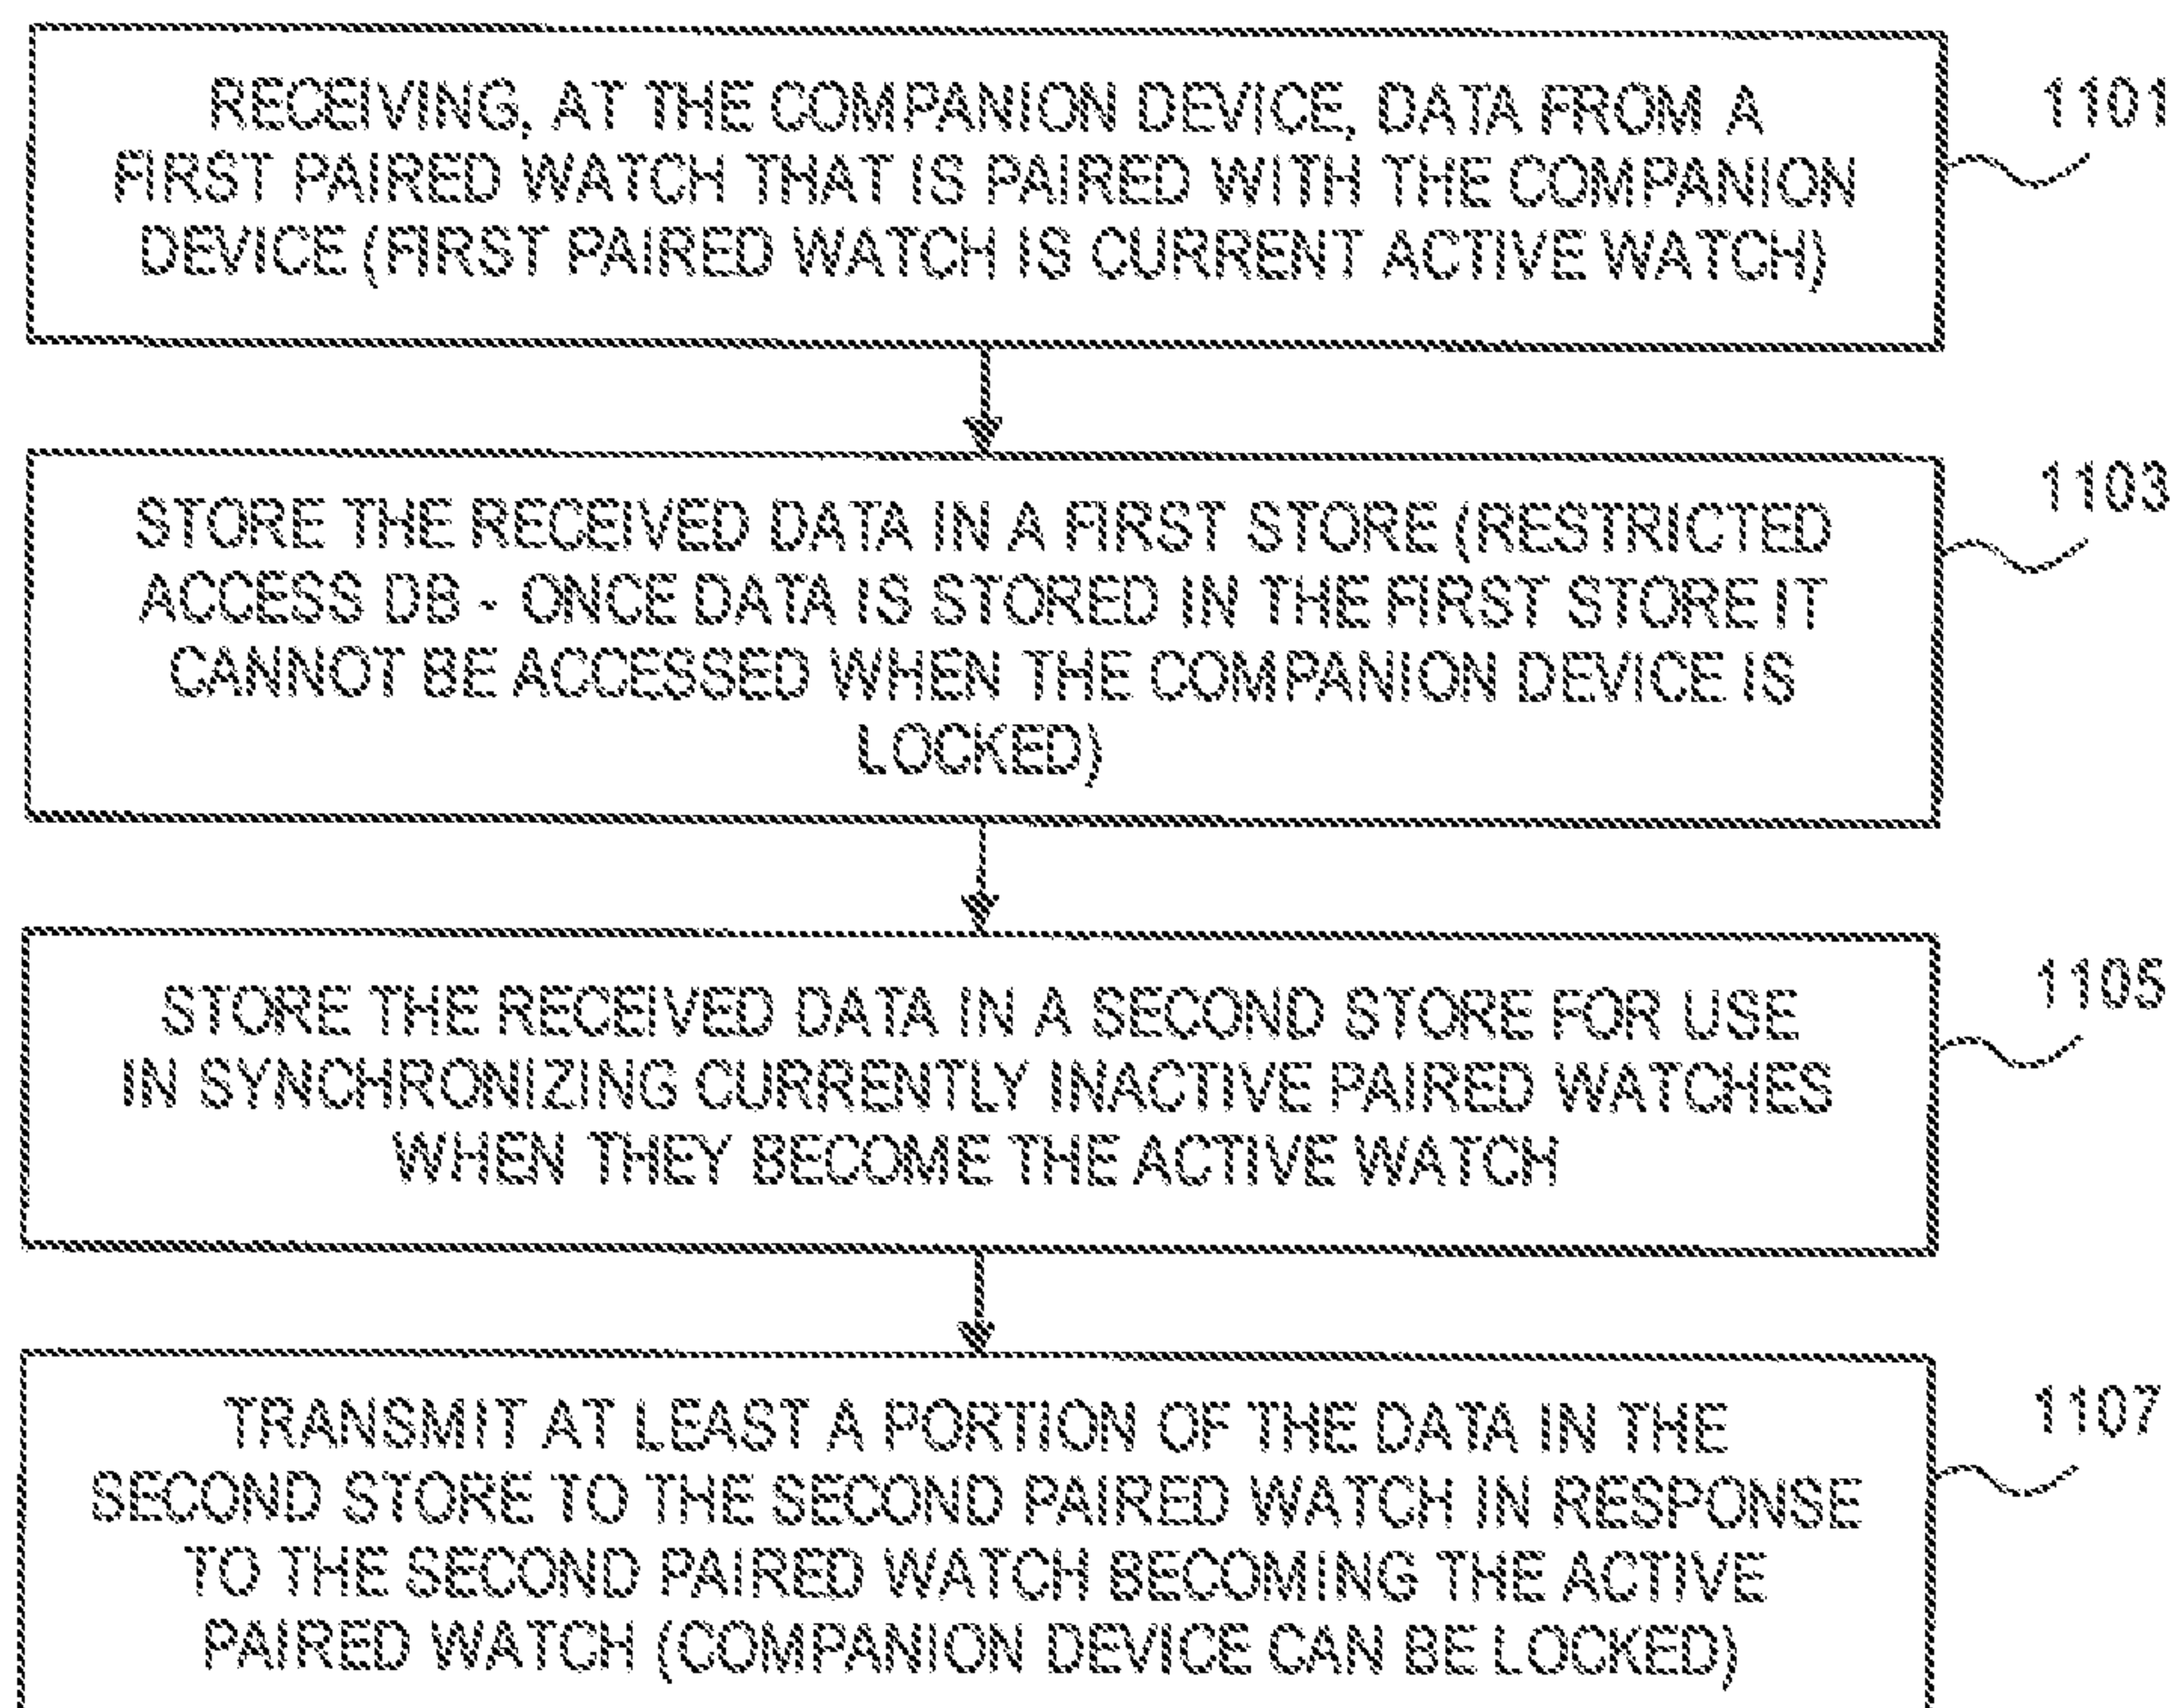 RECEIVING, AT THE COMPANION DEVICE, DATA FROM A
FIRST PAIRED WATCH THAT IS PAIRED WITH THE COMPANION
DEVICE (FIRST PAIRED WATCH IS CURRENT ACTIVE WATCH)
1101
STORE THE RECEIVED DATA IN A FIRST STORE (RESTRICTED
ACCESS DB - ONCE DATA IS STORED IN THE FIRST STORE IT
CANNOT BE ACCESSED WHEN THE COMPANION DEVICE IS
LOCKED)
1103
STORE THE RECEIVED DATA IN A SECOND STORE FOR USE
IN SYNCHRONIZING CURRENTLY INACTIVE PAIRED WATCHES
WHEN THEY BECOME THE ACTIVE WATCH
1105
TRANSMIT AT LEAST A PORTION OF THE DATA IN THE
SECOND STORE TO THE SECOND PAIRED WATCH IN RESPONSE
TO THE SECOND PAIRED WATCH BECOMING THE ACTIVE
PAIRED WATCH (COMPANION DEVICE CAN BE LOCKED)
1107